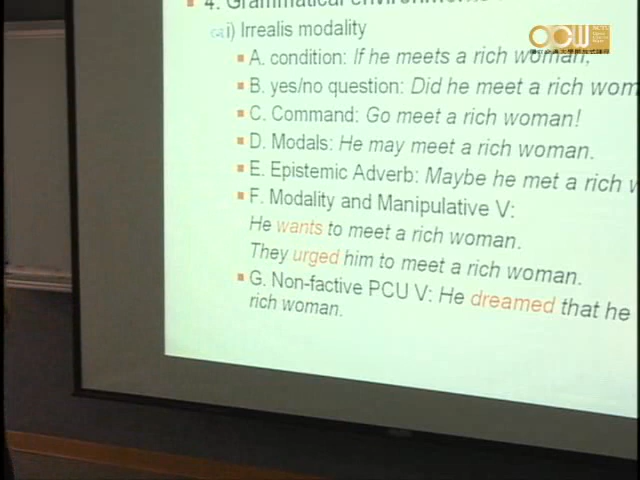 4. Grammatical environments
i) Irrealis modality
A. condition: If he meets a rich woman,
B. yes/no question: Did he meet a rich wom
C. Command: Go meet a rich woman!
D. Modals: He may meet a rich woman.
E. Epistemic Adverb: Maybe he met a rich w
F. Modality and Manipulative V:
He wants to meet a rich woman.
They urged him to meet a rich woman.
G. Non-factive PCU V: He dreamed that he
rich woman.
OCW